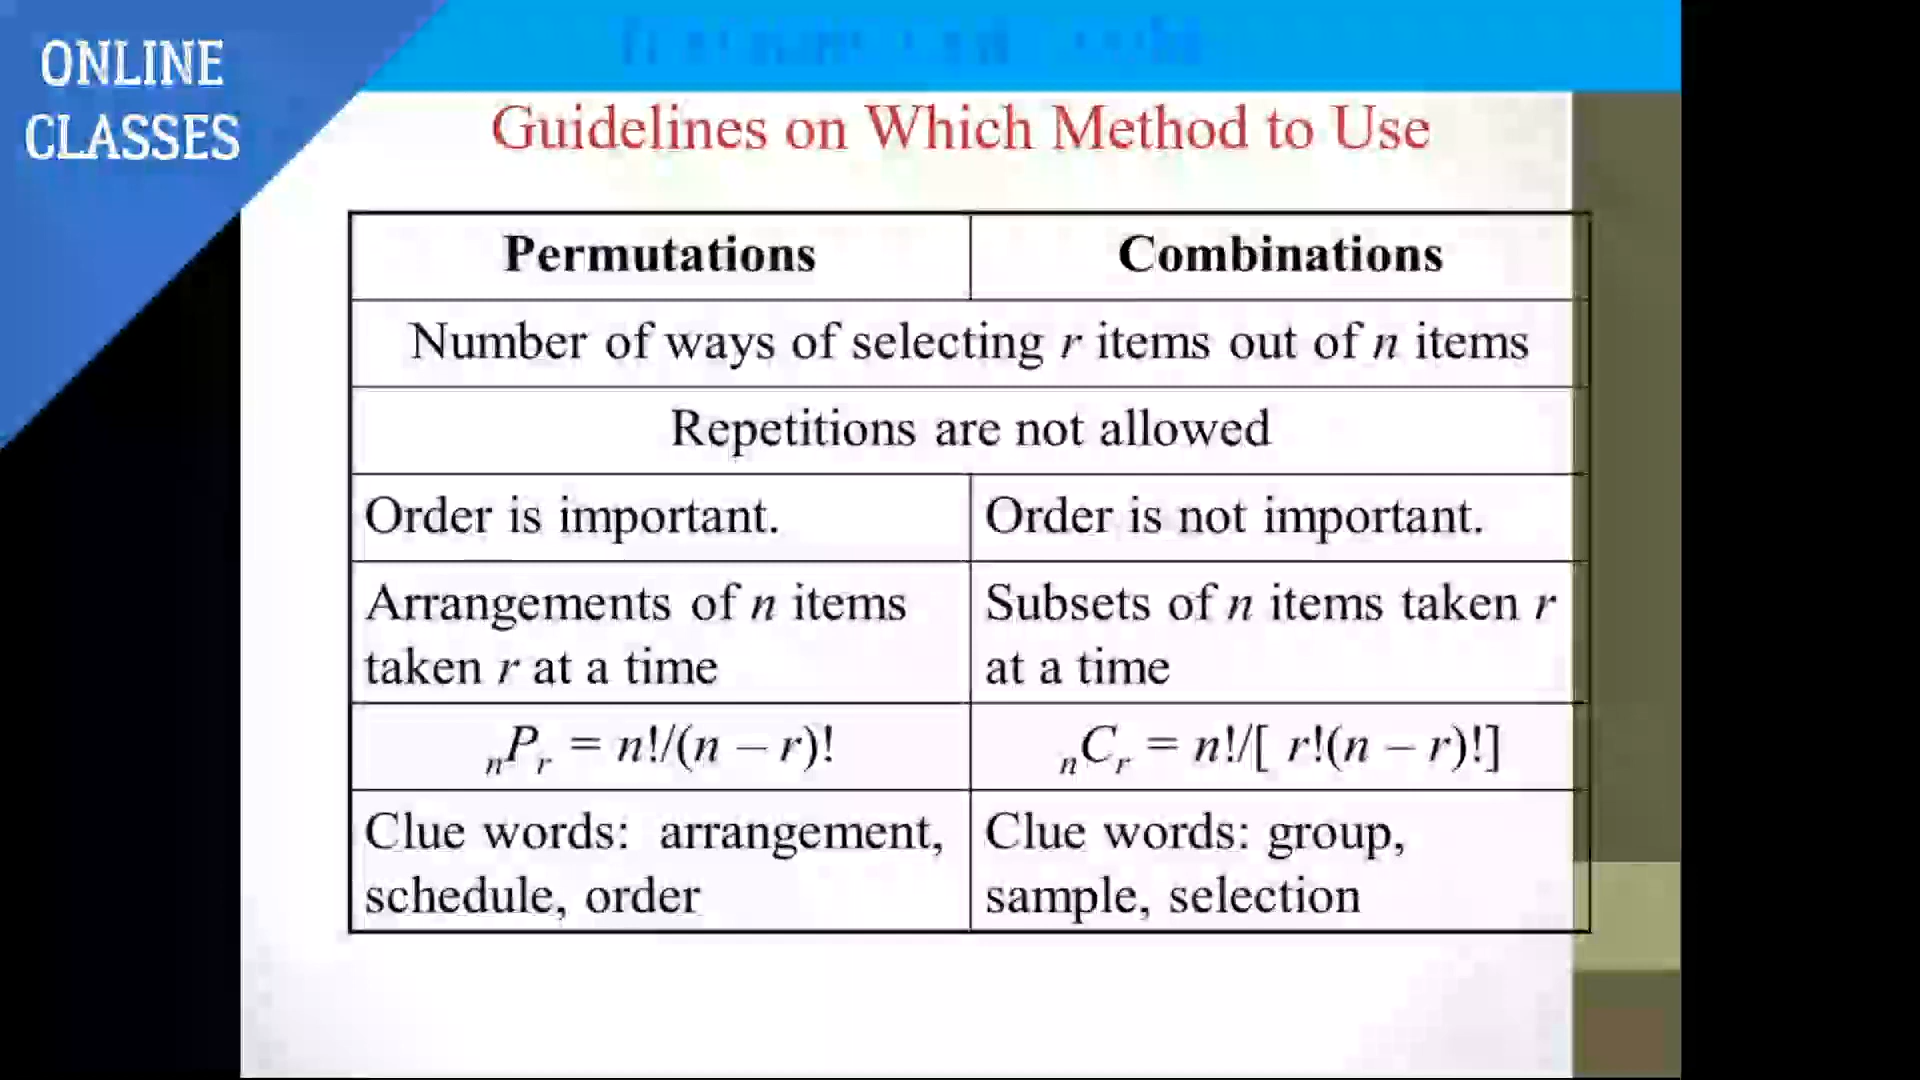 ONLINE
CLASSES
Guidelines on Which Method to Use
Permutations
Combinations
Number of ways of selecting r items out of n items
Repetitions are not allowed
Order is important.
Order is not important.
Arrangements of n items
taken r at a time
Subsets of n items taken r
at a time
nPr = n!/(n – r)!
nCr = n!/[ r!(n – r)!]
Clue words: arrangement,
schedule, order
Clue words: group,
sample, selection